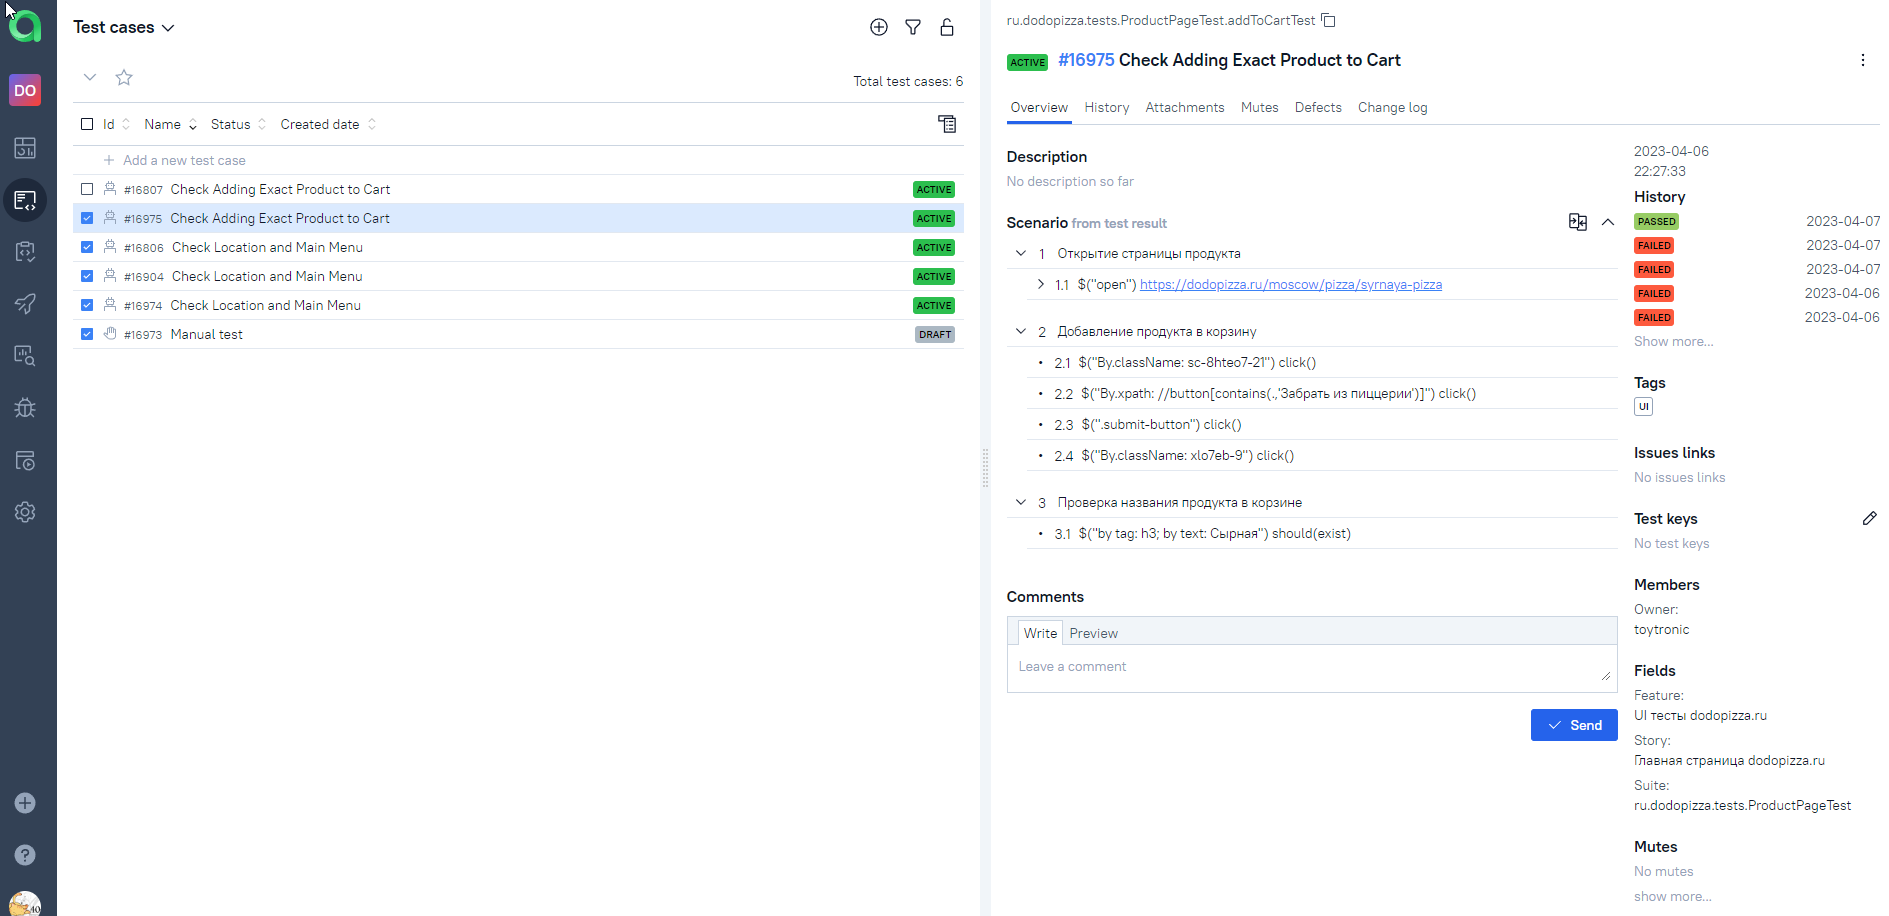 DO
Test cases
Total test cases: 6
Id Name Status Created date
Add a new test case
#16807 Check Adding Exact Product to Cart ACTIVE
#16975 Check Adding Exact Product to Cart ACTIVE
#16806 Check Location and Main Menu ACTIVE
#16904 Check Location and Main Menu ACTIVE
#16974 Check Location and Main Menu ACTIVE
#16973 Manual test DRAFT
ru.dodopizza.tests.ProductPageTest.addToCartTest
ACTIVE #16975 Check Adding Exact Product to Cart
Overview History Attachments Mutes Defects Change log
Description
No description so far
Scenario from test result
1 Открытие страницы продукта
1.1 $("open") https://dodopizza.ru/moscow/pizza/syrnaya-pizza
2 Добавление продукта в корзину
2.1 $("By.className: sc-8hteo7-21") click()
2.2 $("By.xpath: //button[contains(.,'Забрать из пиццерии')]") click()
2.3 $(".submit-button") click()
2.4 $("By.className: xlo7eb-9") click()
3 Проверка названия продукта в корзине
3.1 $("by tag: h3; by text: Сырная") should(exist)
Comments
Write Preview
Leave a comment
Send
2023-04-06
22:27:33
History
PASSED 2023-04-07
FAILED 2023-04-07
FAILED 2023-04-07
FAILED 2023-04-06
FAILED 2023-04-06
Show more...
Tags
UI
Issues links
No issues links
Test keys
No test keys
Members
Owner:
toytronic
Fields
Feature:
UI тесты dodopizza.ru
Story:
Главная страница dodopizza.ru
Suite:
ru.dodopizza.tests.ProductPageTest
Mutes
No mutes
show more...
40